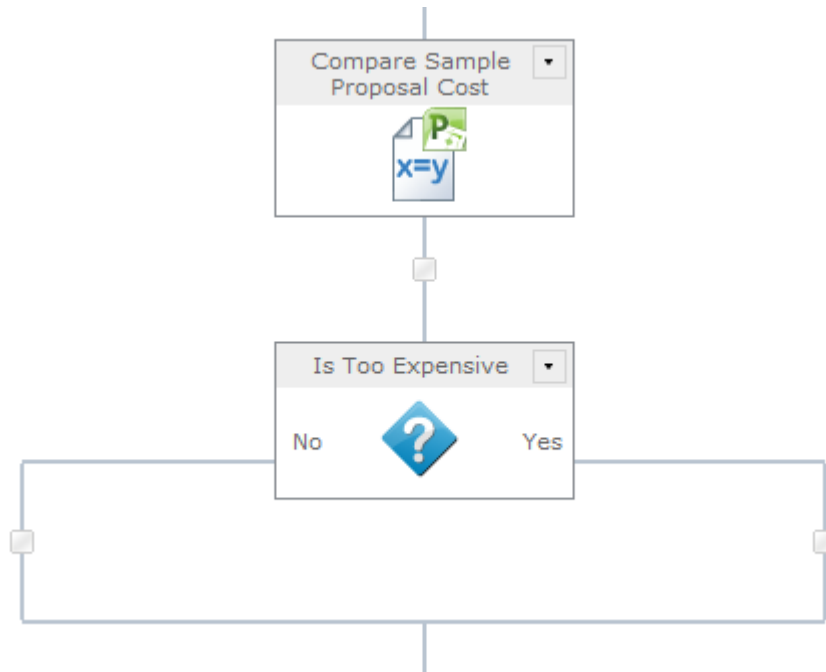 Compare Sample
Proposal Cost
P
x=y
Is Too Expensive
?
No Yes